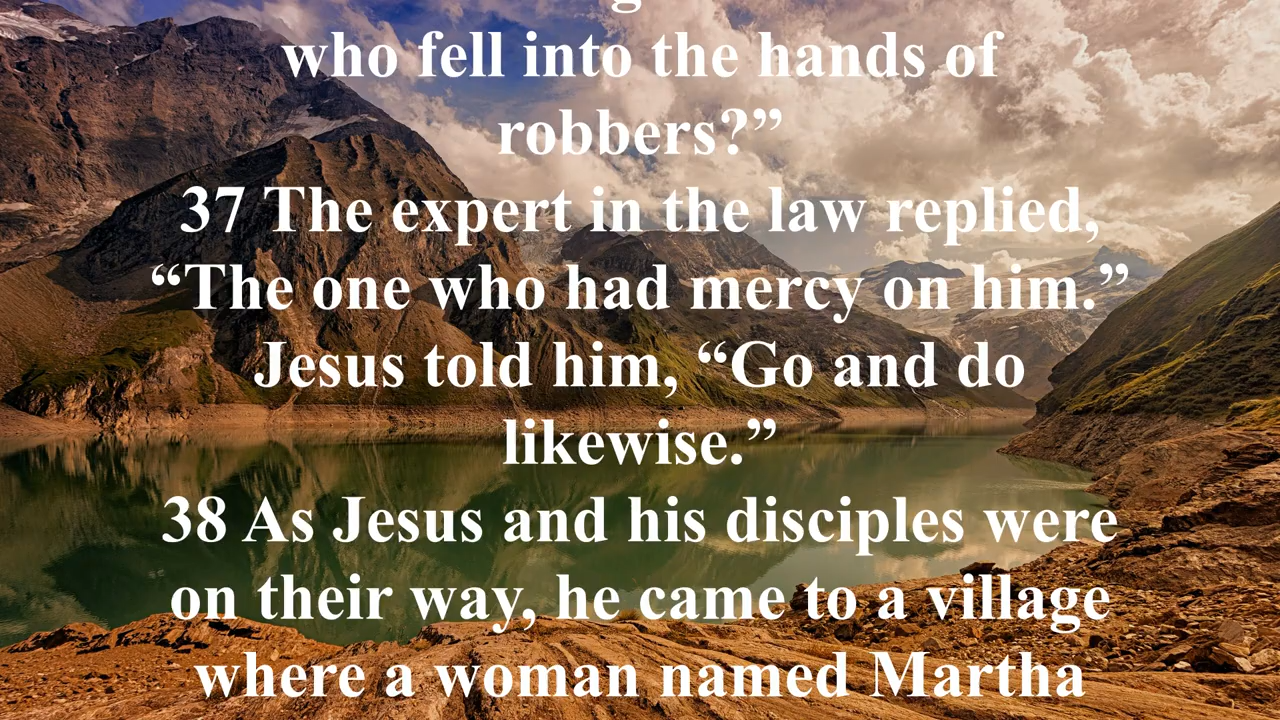 who fell into the hands of
robbers?”
37 The expert in the law replied,
“The one who had mercy on him.”
Jesus told him, “Go and do
likewise.”
38 As Jesus and his disciples were
on their way, he came to a village
where a woman named Martha